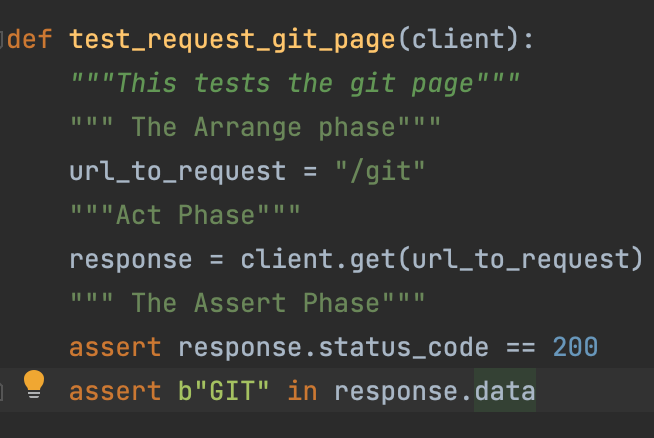 def test_request_git_page(client):
    """This tests the git page"""
    """ The Arrange phase"""
    url_to_request = "/git"
    """Act Phase"""
    response = client.get(url_to_request)
    """ The Assert Phase"""
    assert response.status_code == 200
    assert b"GIT" in response.data